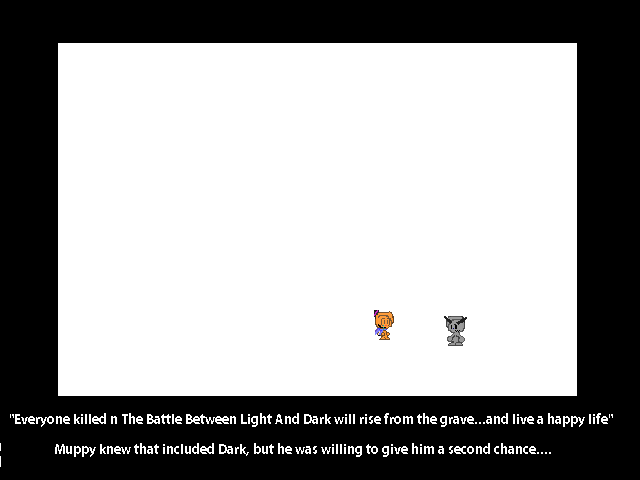 "Everyone killed n The Battle Between Light And Dark will rise from the grave...and live a happy life"
Muppy knew that included Dark, but he was willing to give him a second chance....